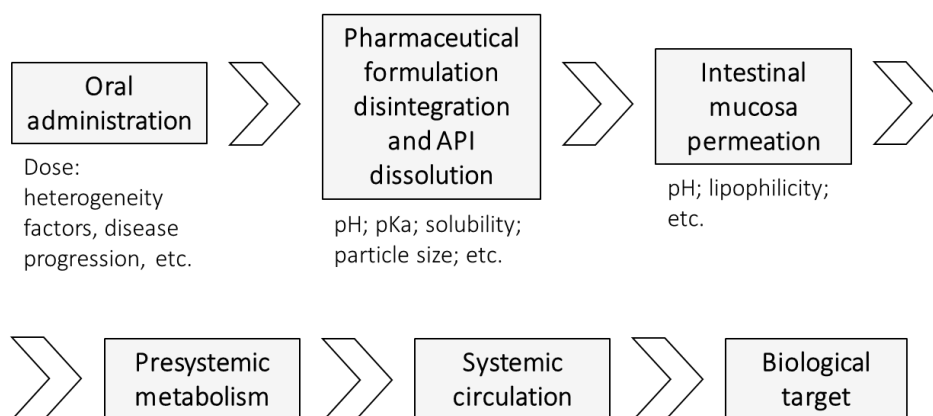 Oral
administration
Dose:
heterogeneity
factors, disease
progression, etc.
Pharmaceutical
formulation
disintegration
and API
dissolution
pH; pKa; solubility;
particle size; etc.
Intestinal
mucosa
permeation
pH; lipophilicity;
etc.
Presystemic
metabolism
Systemic
circulation
Biological
target